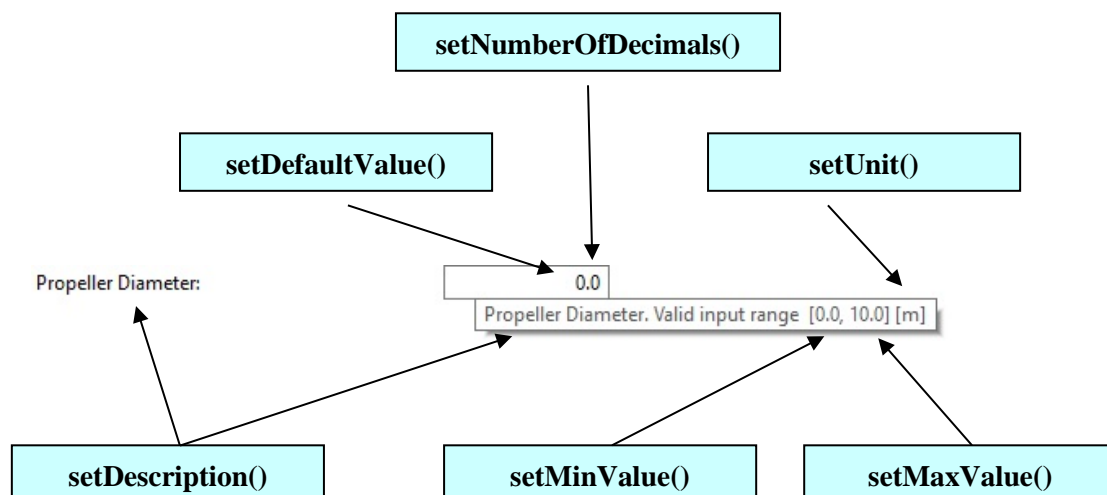 setNumberOfDecimals()
setDefaultValue()
setUnit()
Propeller Diameter:
0.0
Propeller Diameter. Valid input range [0.0, 10.0] [m]
setDescription()
setMinValue()
setMaxValue()